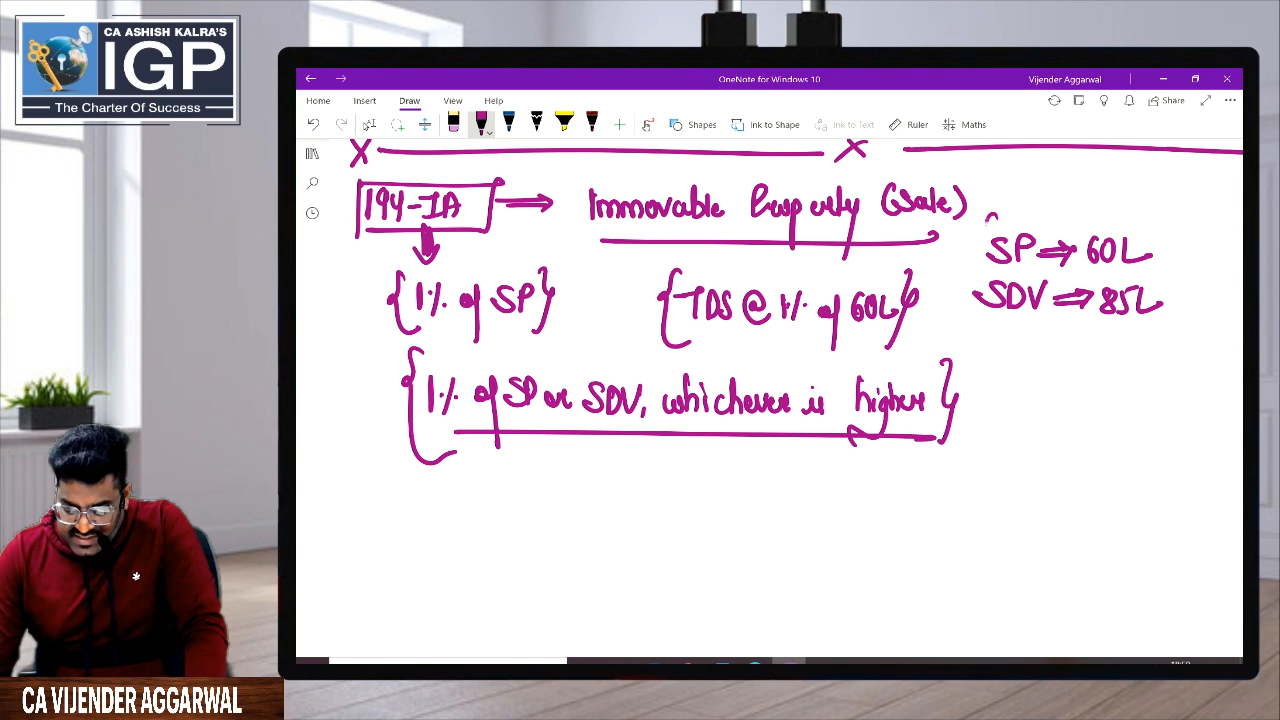 CA ASHISH KALRA'S
IGP
The Charter Of Success
OneNote for Windows 10
Vijender Aggarwal
Home Insert Draw View Help
Share
Shapes Ink to Shape Ink to Text Ruler Maths
X X
194-IA ⇒ Immovable Property (Sale)
SP ⇒ 60L
SDV ⇒ 85L
{1% of SP} {TDS @ 1% of 60L}
{1% of SP or SDV, whichever is higher}
CA VIJENDER AGGARWAL